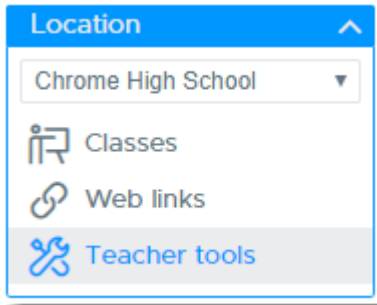 Location
Chrome High School
Classes
Web links
Teacher tools